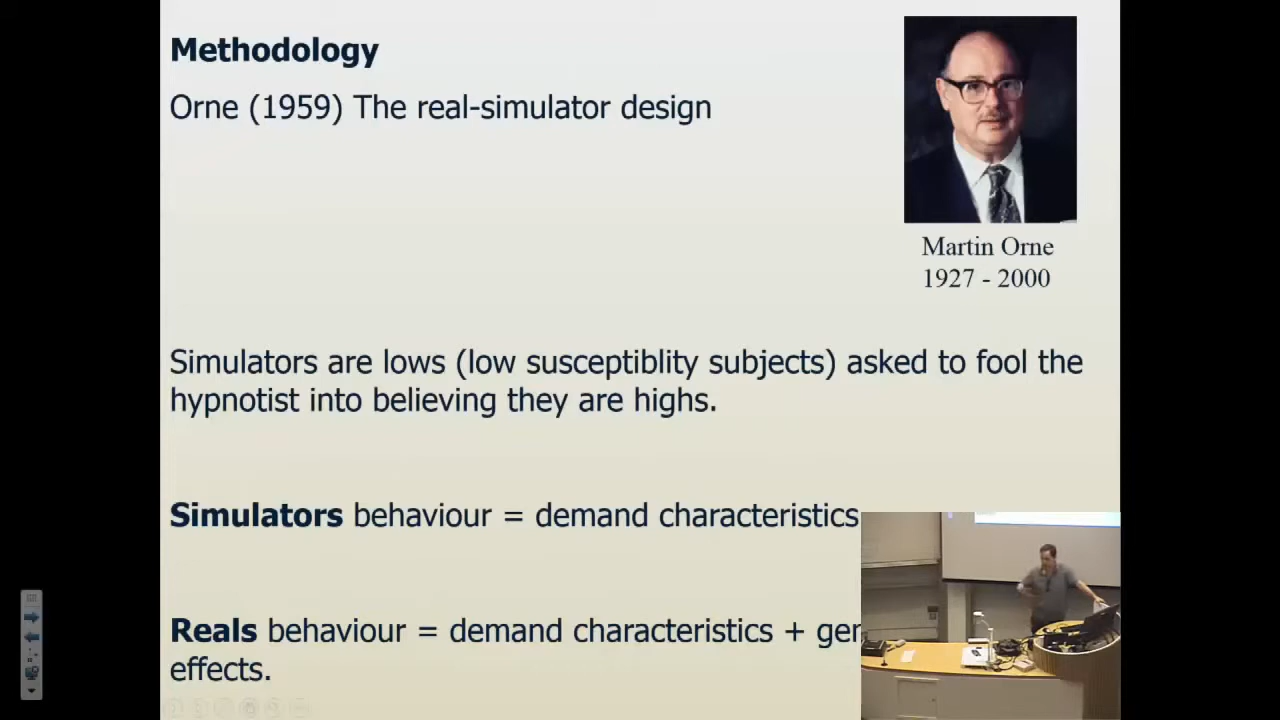 Methodology
Orne (1959) The real-simulator design
Martin Orne
1927 - 2000
Simulators are lows (low susceptiblity subjects) asked to fool the
hypnotist into believing they are highs.
Simulators behaviour = demand characteristics
Reals behaviour = demand characteristics +
effects.